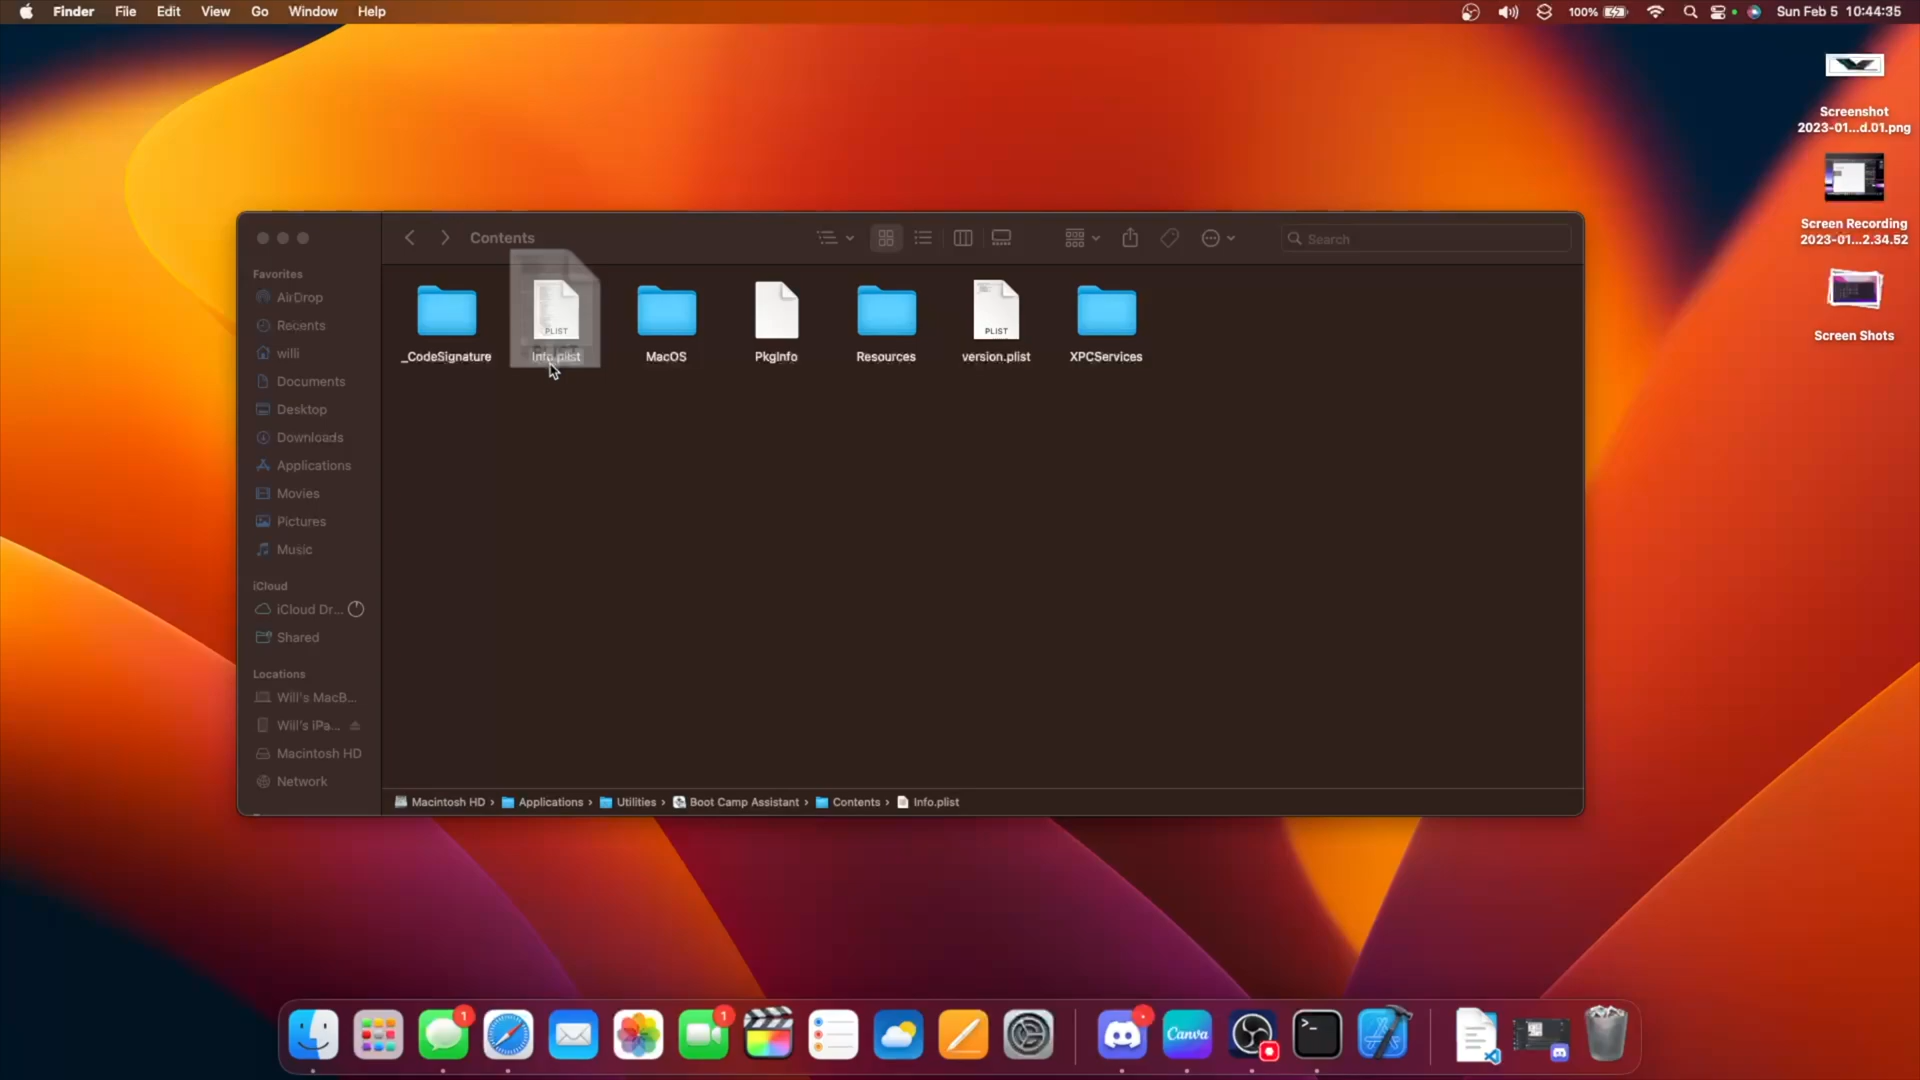 Finder File Edit View Go Window Help
100% Sun Feb 5 10:44:35
Screenshot
2023-01...d.01.png
Screen Recording
2023-01...2.34.52
Screen Shots
Contents
Search
Favorites
AirDrop
Recents
willi
Documents
Desktop
Downloads
Applications
Movies
Pictures
Music
iCloud
iCloud Dr...
Shared
Locations
Will's MacB...
Will's iPa...
Macintosh HD
Network
PLIST PLIST
_CodeSignature Info.plist MacOS PkgInfo Resources version.plist XPCServices
Macintosh HD › Applications › Utilities › Boot Camp Assistant › Contents › Info.plist
1 1
Canva
>_